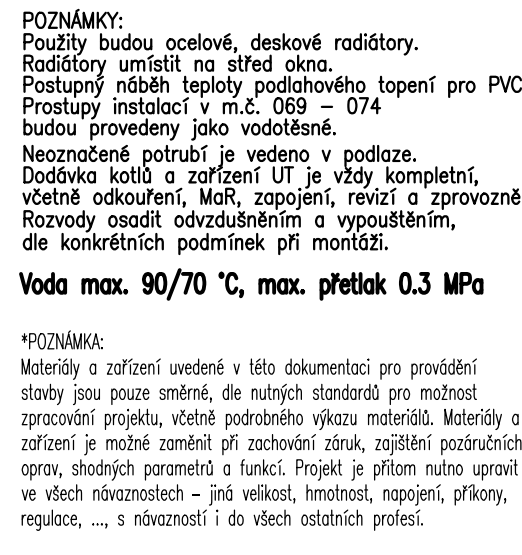 POZNÁMKY:
Použity budou ocelové, deskové radiátory.
Radiátory umístit na střed okna.
Postupný náběh teploty podlahového topení pro PVC
Prostupy instalací v m.č. 069 – 074
budou provedeny jako vodotěsné.
Neoznačené potrubí je vedeno v podlaze.
Dodávka kotlů a zařízení UT je vždy kompletní,
včetně odkouření, MaR, zapojení, revizí a zprovozně
Rozvody osadit odvzdušněním a vypouštěním,
dle konkrétních podmínek při montáži.
Voda max. 90/70 °C, max. přetlak 0.3 MPa
*POZNÁMKA:
Materiály a zařízení uvedené v této dokumentaci pro provádění
stavby jsou pouze směrné, dle nutných standardů pro možnost
zpracování projektu, včetně podrobného výkazu materiálů. Materiály a
zařízení je možné zaměnit při zachování záruk, zajištění pozáručních
oprav, shodných parametrů a funkcí. Projekt je přitom nutno upravit
ve všech návaznostech – jiná velikost, hmotnost, napojení, příkony,
regulace, ..., s návazností i do všech ostatních profesí.